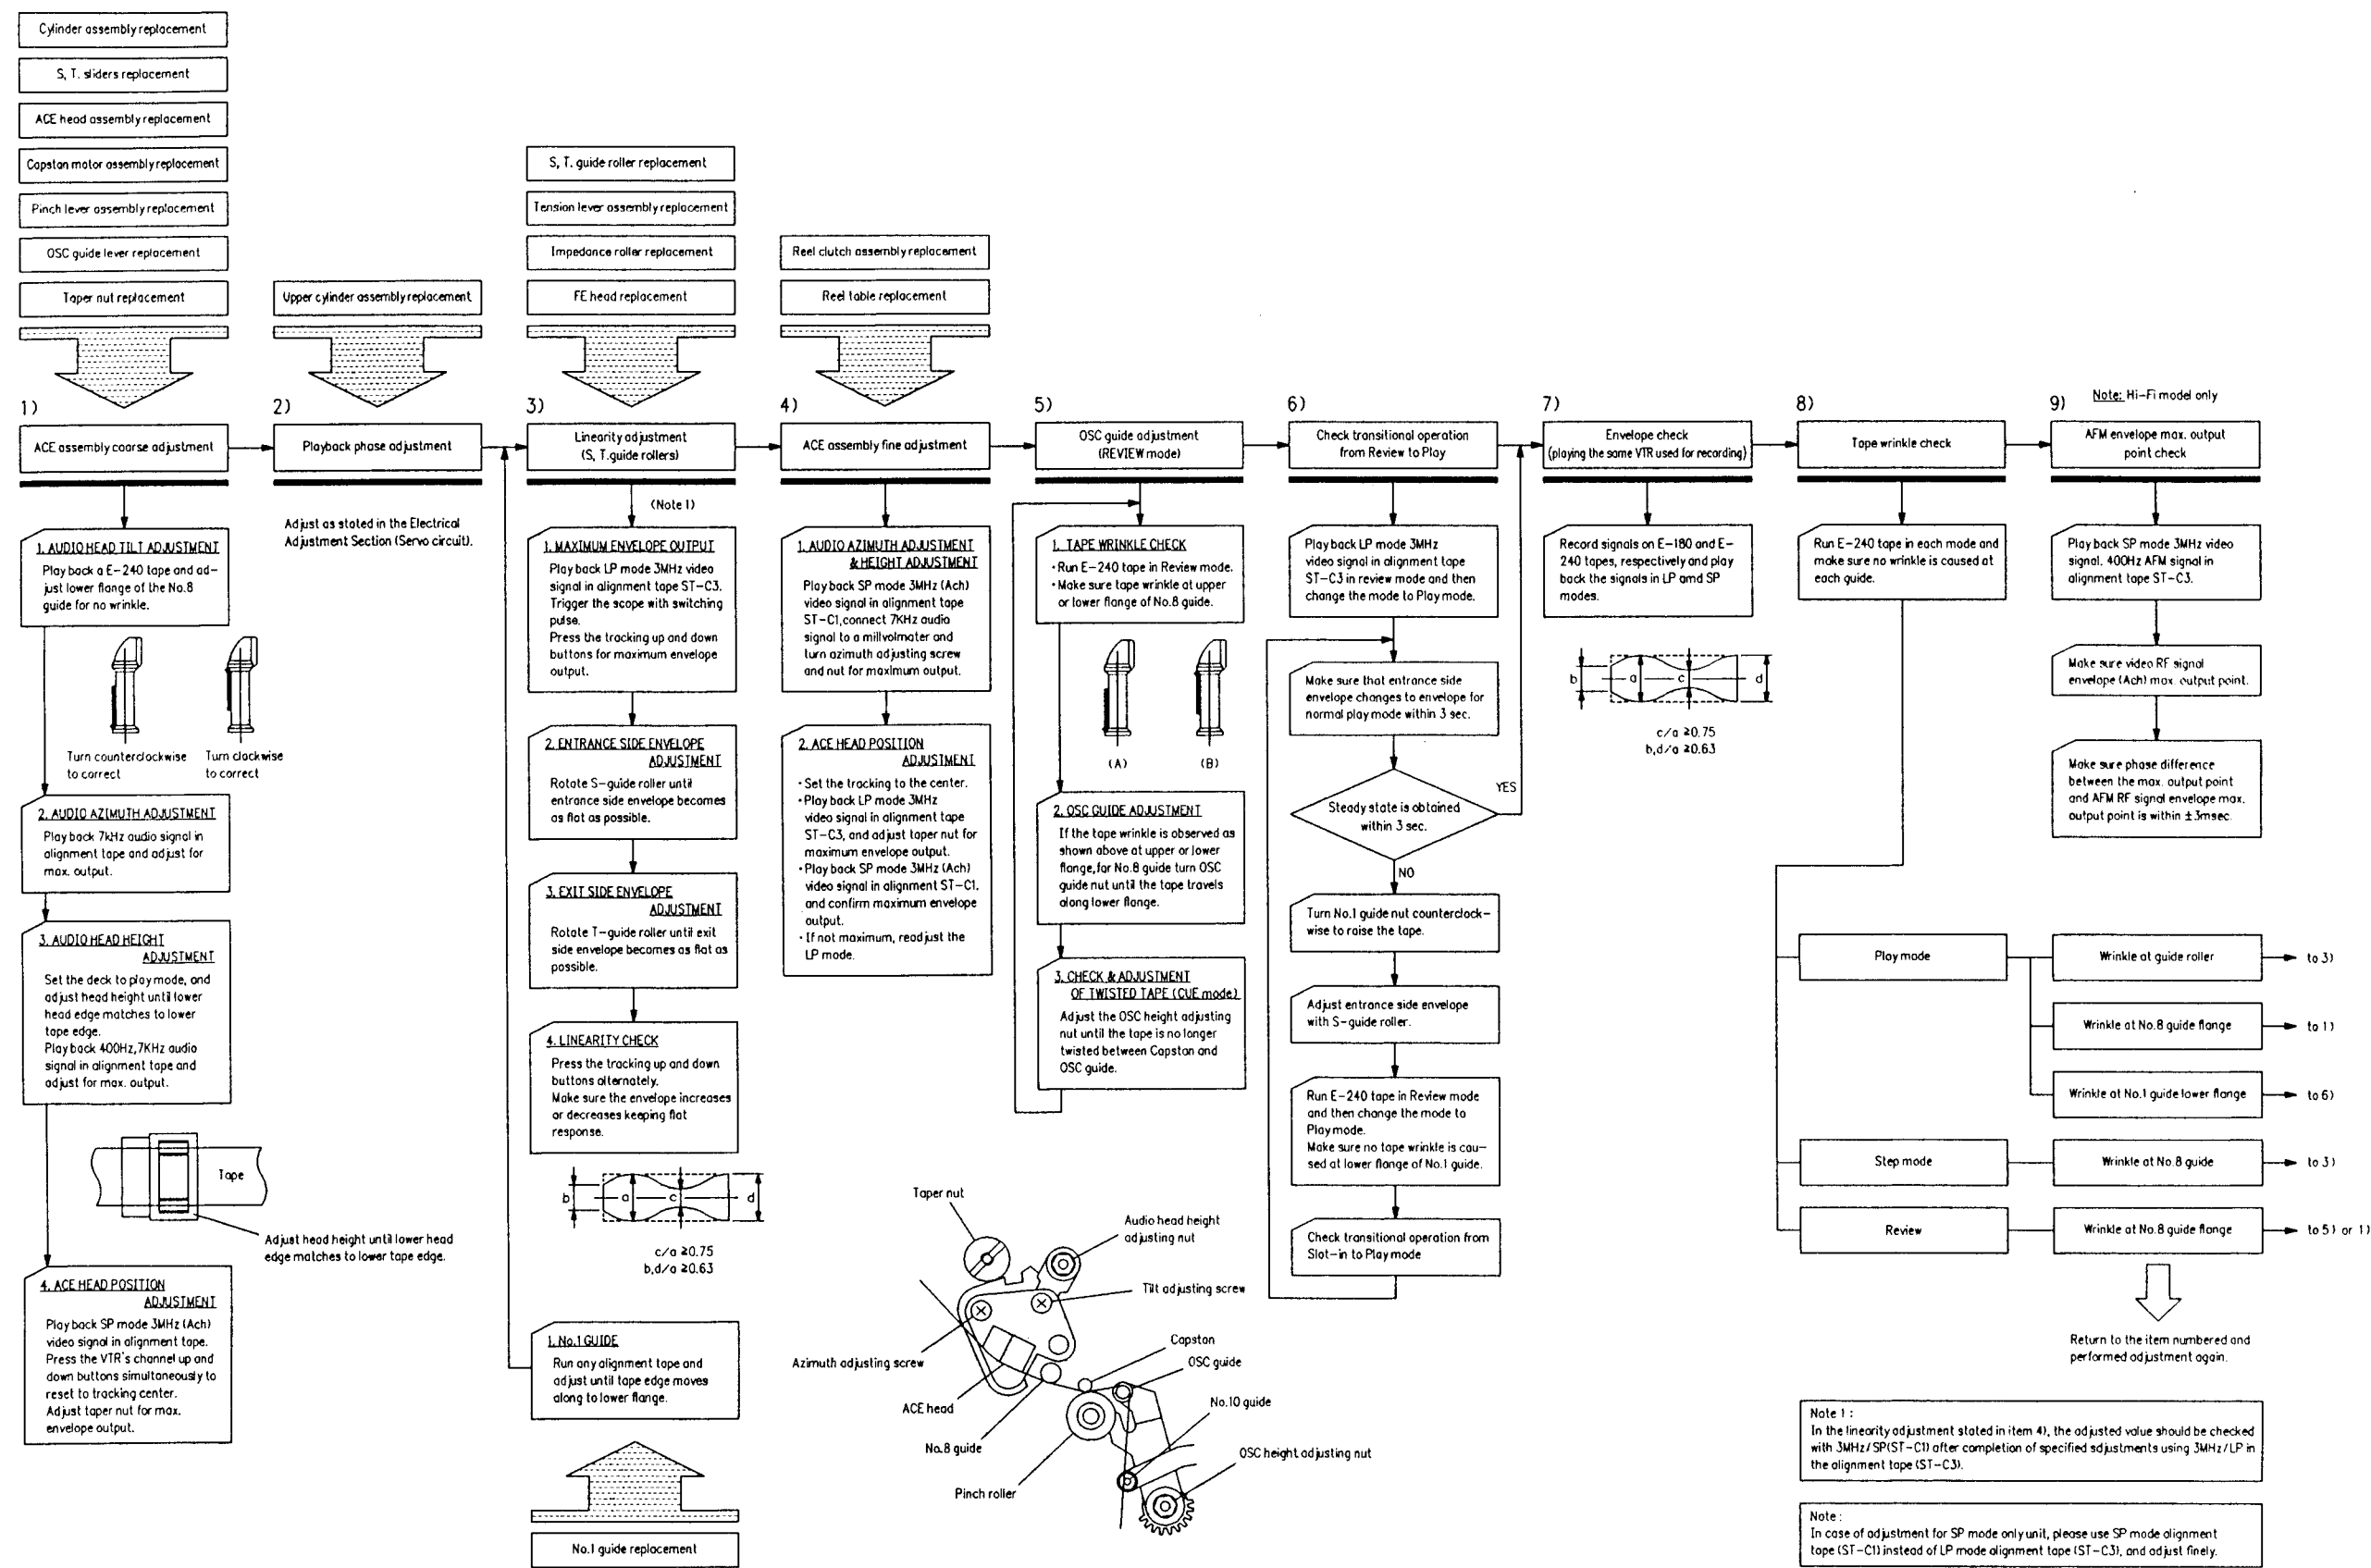 Cylinder assembly replacement
S, T. sliders replacement
ACE head assembly replacement
Capstan motor assembly replacement
Pinch lever assembly replacement
OSC guide lever replacement
Taper nut replacement
Upper cylinder assembly replacement
S, T. guide roller replacement
Tension lever assembly replacement
Impedance roller replacement
FE head replacement
Reel clutch assembly replacement
Reel table replacement
1)
ACE assembly coarse adjustment
1. AUDIO HEAD TILT ADJUSTMENT
Play back a E-240 tape and ad-
just lower flange of the No.8
guide for no wrinkle.
Turn counterclockwise
to correct
Turn clockwise
to correct
2. AUDIO AZIMUTH ADJUSTMENT
Play back 7kHz audio signal in
alignment tape and adjust for
max. output.
3. AUDIO HEAD HEIGHT
ADJUSTMENT
Set the deck to play mode, and
adjust head height until lower
head edge matches to lower
tape edge.
Play back 400Hz,7KHz audio
signal in alignment tape and
adjust for max. output.
Tape
Adjust head height until lower head
edge matches to lower tape edge.
4. ACE HEAD POSITION
ADJUSTMENT
Play back SP mode 3MHz (Ach)
video signal in alignment tape.
Press the VTR's channel up and
down buttons simultaneously to
reset to tracking center.
Adjust taper nut for max.
envelope output.
2)
Playback phase adjustment
Adjust as stated in the Electrical
Adjustment Section (Servo circuit).
3)
Linearity adjustment
(S, T.guide rollers)
(Note 1)
1. MAXIMUM ENVELOPE OUTPUT
Play back LP mode 3MHz video
signal in alignment tape ST-C3.
Trigger the scope with switching
pulse.
Press the tracking up and down
buttons for maximum envelope
output.
2. ENTRANCE SIDE ENVELOPE
ADJUSTMENT
Rotate S-guide roller until
entrance side envelope becomes
as flat as possible.
3. EXIT SIDE ENVELOPE
ADJUSTMENT
Rotate T-guide roller until exit
side envelope becomes as flat as
possible.
4. LINEARITY CHECK
Press the tracking up and down
buttons alternately.
Make sure the envelope increases
or decreases keeping flat
response.
b a c d
c/a ≥0.75
b,d/a ≥0.63
1. No.1 GUIDE
Run any alignment tape and
adjust until tape edge moves
along to lower flange.
No.1 guide replacement
4)
ACE assembly fine adjustment
1. AUDIO AZIMUTH ADJUSTMENT
& HEIGHT ADJUSTMENT
Play back SP mode 3MHz (Ach)
video signal in alignment tape
ST-C1,connect 7KHz audio
signal to a millvolmater and
turn azimuth adjusting screw
and nut for maximum output.
2. ACE HEAD POSITION
ADJUSTMENT
• Set the tracking to the center.
• Play back LP mode 3MHz
video signal in alignment tape
ST-C3, and adjust taper nut for
maximum envelope output.
• Play back SP mode 3MHz (Ach)
video signal in alignment ST-C1,
and confirm maximum envelope
output.
• If not maximum, readjust the
LP mode.
5)
OSC guide adjustment
(REVIEW mode)
1. TAPE WRINKLE CHECK
• Run E-240 tape in Review mode.
• Make sure tape wrinkle at upper
or lower flange of No.8 guide.
(A) (B)
2. OSC GUIDE ADJUSTMENT
If the tape wrinkle is observed as
shown above at upper or lower
flange,for No.8 guide turn OSC
guide nut until the tape travels
along lower flange.
3. CHECK & ADJUSTMENT
OF TWISTED TAPE (CUE mode)
Adjust the OSC height adjusting
nut until the tape is no longer
twisted between Capstan and
OSC guide.
Taper nut
Audio head height
adjusting nut
Tilt adjusting screw
Azimuth adjusting screw
Capstan
OSC guide
ACE head
No.10 guide
No.8 guide
OSC height adjusting nut
Pinch roller
6)
Check transitional operation
from Review to Play
Play back LP mode 3MHz
video signal in alignment tape
ST-C3 in review mode and then
change the mode to Play mode.
Make sure that entrance side
envelope changes to envelope for
normal play mode within 3 sec.
Steady state is obtained
within 3 sec.
YES
NO
Turn No.1 guide nut counterclock-
wise to raise the tape.
Adjust entrance side envelope
with S-guide roller.
Run E-240 tape in Review mode
and then change the mode to
Play mode.
Make sure no tape wrinkle is cau-
sed at lower flange of No.1 guide.
Check transitional operation from
Slot-in to Play mode
7)
Envelope check
(playing the same VTR used for recording)
Record signals on E-180 and E-
240 tapes, respectively and play
back the signals in LP amd SP
modes.
b a c d
c/a ≥0.75
b,d/a ≥0.63
8)
Tape wrinkle check
Run E-240 tape in each mode and
make sure no wrinkle is caused at
each guide.
Play mode
Wrinkle at guide roller
to 3)
Wrinkle at No.8 guide flange
to 1)
Wrinkle at No.1 guide lower flange
to 6)
Step mode
Wrinkle at No.8 guide
to 3)
Review
Wrinkle at No.8 guide flange
to 5) or 1)
Return to the item numbered and
performed adjustment again.
9)
Note: Hi-Fi model only
AFM envelope max. output
point check
Play back SP mode 3MHz video
signal, 400Hz AFM signal in
alignment tape ST-C3.
Make sure video RF signal
envelope (Ach) max. output point.
Make sure phase difference
between the max. output point
and AFM RF signal envelope max.
output point is within ±3msec.
Note 1 :
In the linearity adjustment stated in item 4), the adjusted value should be checked
with 3MHz/SP(ST-C1) after completion of specified sdjustments using 3MHz/LP in
the alignment tape (ST-C3).
Note :
In case of adjustment for SP mode only unit, please use SP mode alignment
tape (ST-C1) instead of LP mode alignment tape (ST-C3), and adjust finely.